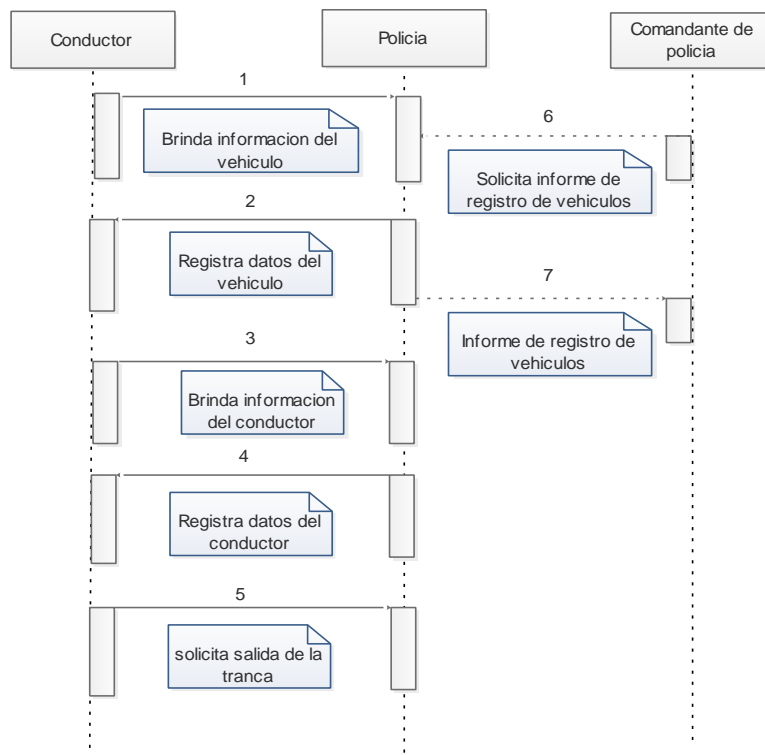 Conductor
Policia
Comandante de
policia
1
Brinda informacion del
vehiculo
6
Solicita informe de
registro de vehiculos
2
Registra datos del
vehiculo
7
Informe de registro de
vehiculos
3
Brinda informacion
del conductor
4
Registra datos del
conductor
5
solicita salida de la
tranca